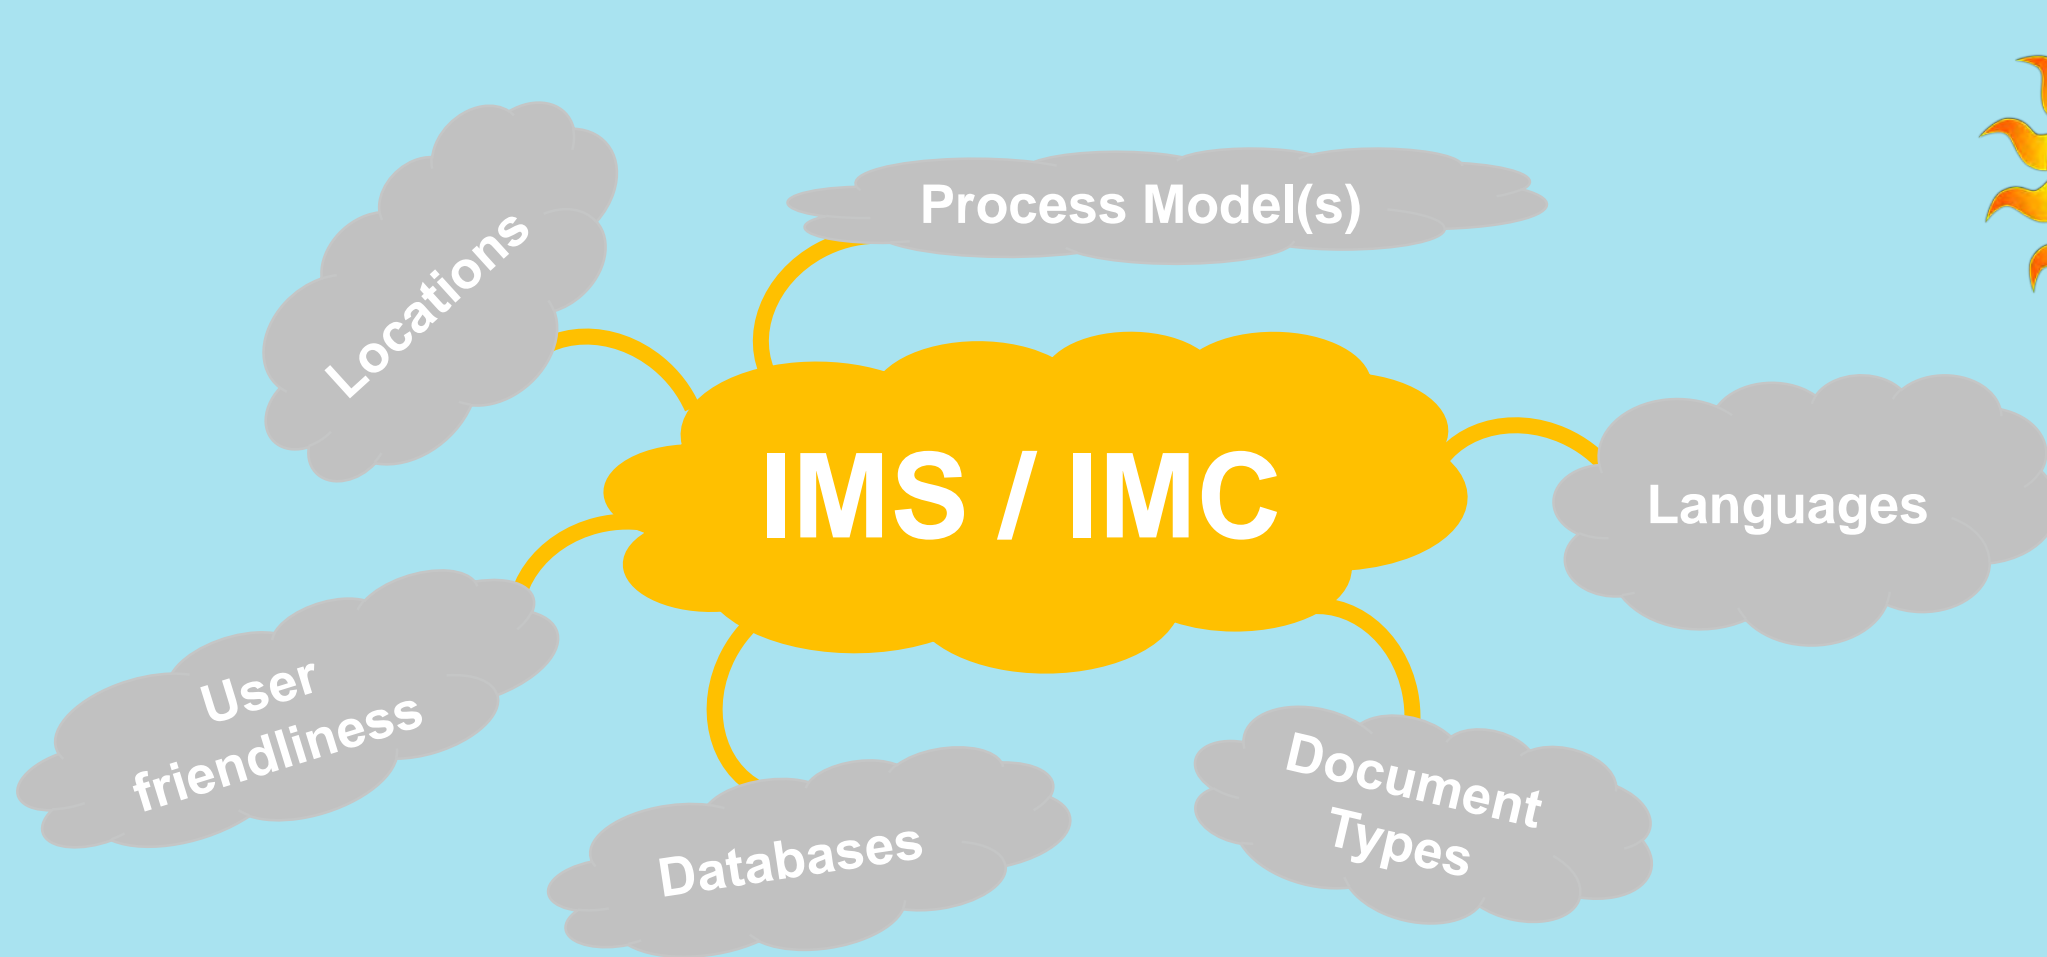 Process Model(s)
Locations
IMS / IMC
Languages
User
friendliness
Document
Types
Databases